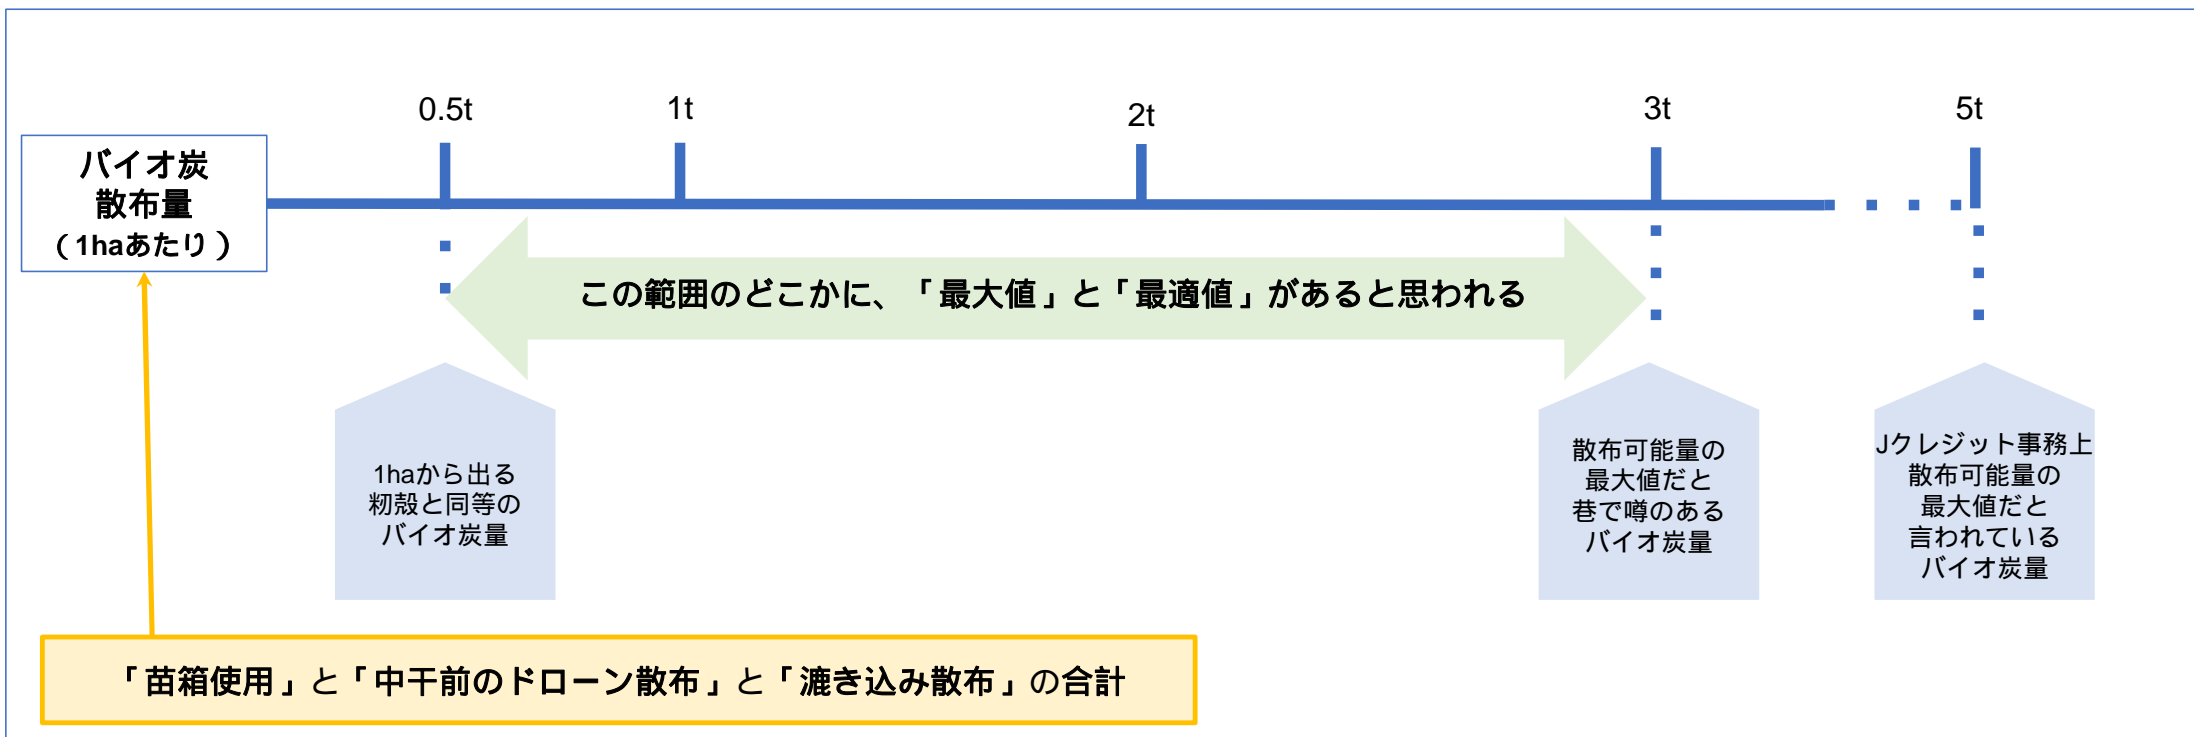 0.5t
1t
2t
3t
5t
バイオ炭
散布量
（1haあたり）
この範囲のどこかに、「最大値」と「最適値」があると思われる
1haから出る
籾殻と同等の
バイオ炭量
散布可能量の
最大値だと
巷で噂のある
バイオ炭量
Jクレジット事務上
散布可能量の
最大値だと
言われている
バイオ炭量
「苗箱使用」と「中干前のドローン散布」と「漉き込み散布」の合計